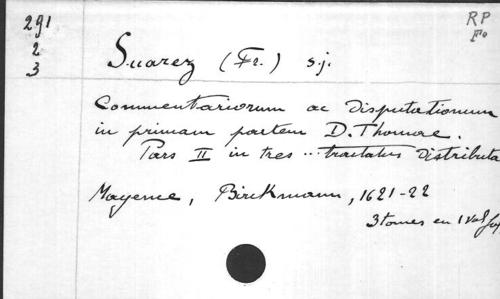 291
2
3
RP
Fo
Suarez (Fr.) s.j.
Commentariorum ac disputationum
in primam partem D. Thomae.
Pars II in tres ... tractatus distributa
Mayence, Birckmann, 1621-22
3 tomes en 1 vol fol